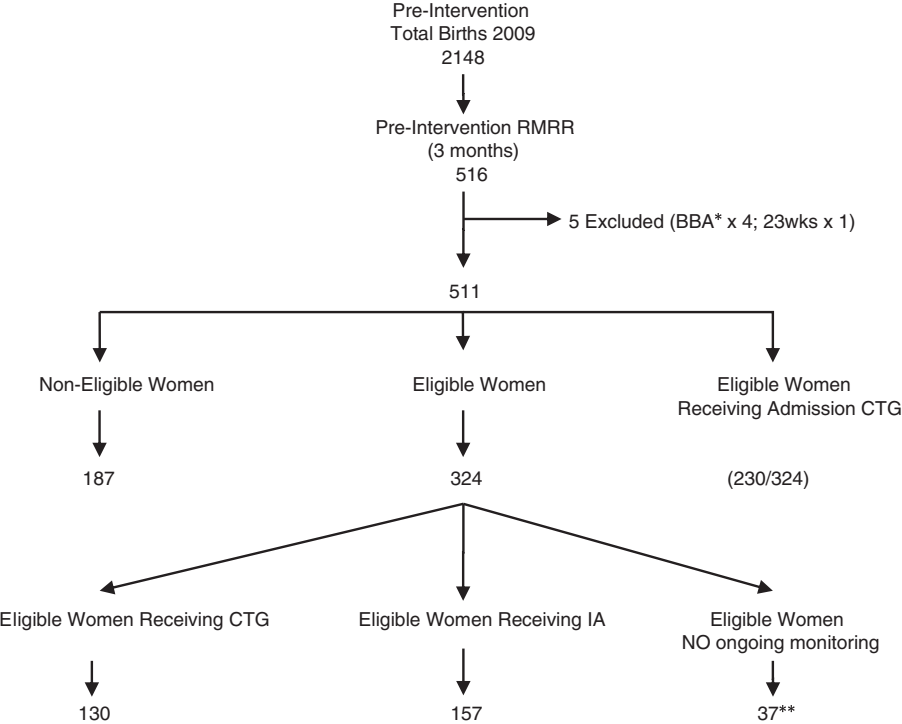 Pre-Intervention
Total Births 2009
2148
Pre-Intervention RMRR
(3 months)
516
5 Excluded (BBA* x 4; 23wks x 1)
511
Non-Eligible Women
Eligible Women
Eligible Women
Receiving Admission CTG
187
324
(230/324)
Eligible Women Receiving CTG
Eligible Women Receiving IA
Eligible Women
NO ongoing monitoring
130
157
37**